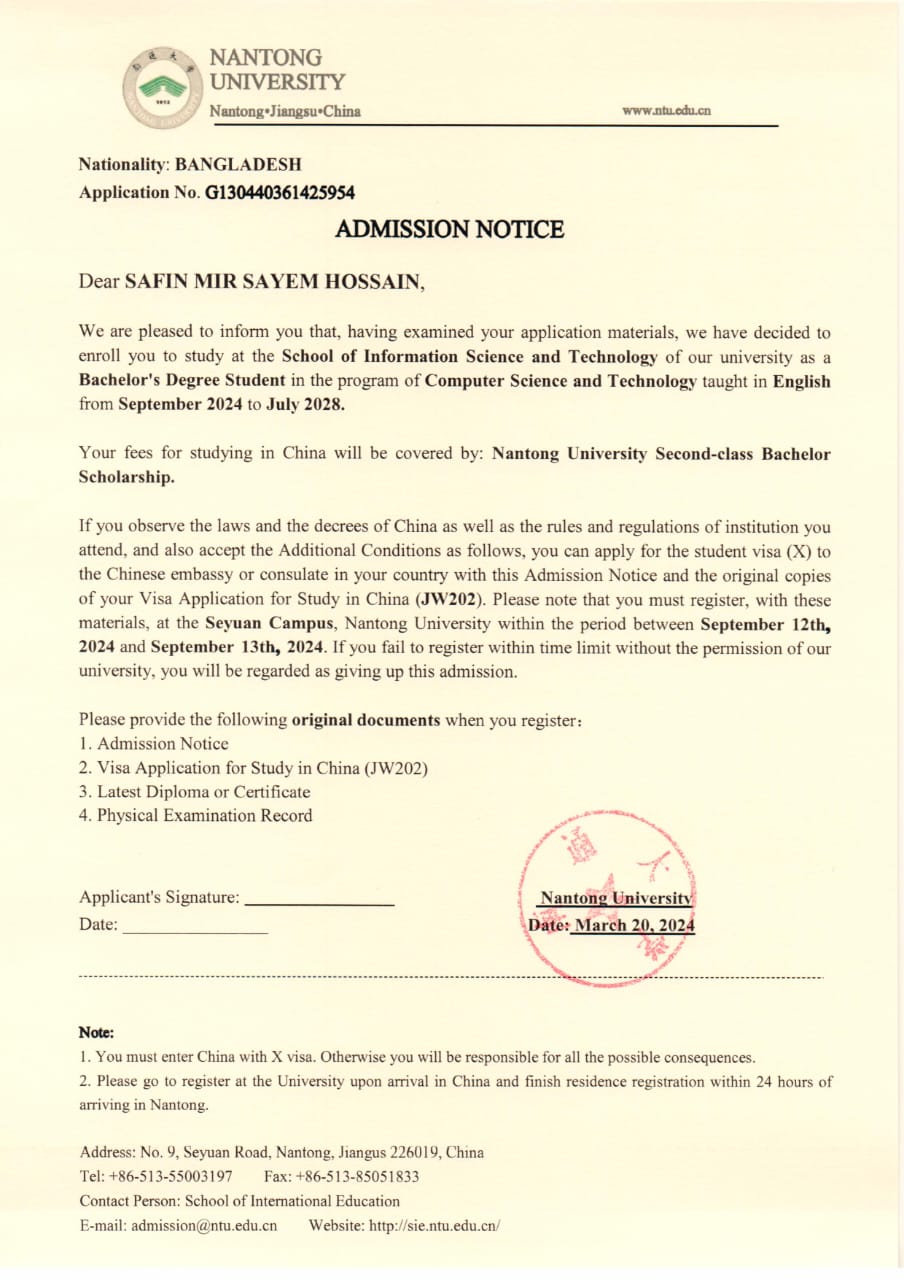 南通大学
1912
NANTONG UNIVERSITY
NANTONG
UNIVERSITY
Nantong•Jiangsu•China
www.ntu.edu.cn
Nationality: BANGLADESH
Application No. G130440361425954
ADMISSION NOTICE
Dear SAFIN MIR SAYEM HOSSAIN,
We are pleased to inform you that, having examined your application materials, we have decided to
enroll you to study at the School of Information Science and Technology of our university as a
Bachelor's Degree Student in the program of Computer Science and Technology taught in English
from September 2024 to July 2028.
Your fees for studying in China will be covered by: Nantong University Second-class Bachelor
Scholarship.
If you observe the laws and the decrees of China as well as the rules and regulations of institution you
attend, and also accept the Additional Conditions as follows, you can apply for the student visa (X) to
the Chinese embassy or consulate in your country with this Admission Notice and the original copies
of your Visa Application for Study in China (JW202). Please note that you must register, with these
materials, at the Seyuan Campus, Nantong University within the period between September 12th,
2024 and September 13th, 2024. If you fail to register within time limit without the permission of our
university, you will be regarded as giving up this admission.
Please provide the following original documents when you register:
1. Admission Notice
2. Visa Application for Study in China (JW202)
3. Latest Diploma or Certificate
4. Physical Examination Record
Applicant's Signature:
Date:
通大
Nantong University
Date: March 20, 2024
Note:
1. You must enter China with X visa. Otherwise you will be responsible for all the possible consequences.
2. Please go to register at the University upon arrival in China and finish residence registration within 24 hours of
arriving in Nantong.
Address: No. 9, Seyuan Road, Nantong, Jiangus 226019, China
Tel: +86-513-55003197 Fax: +86-513-85051833
Contact Person: School of International Education
E-mail: admission@ntu.edu.cn Website: http://sie.ntu.edu.cn/